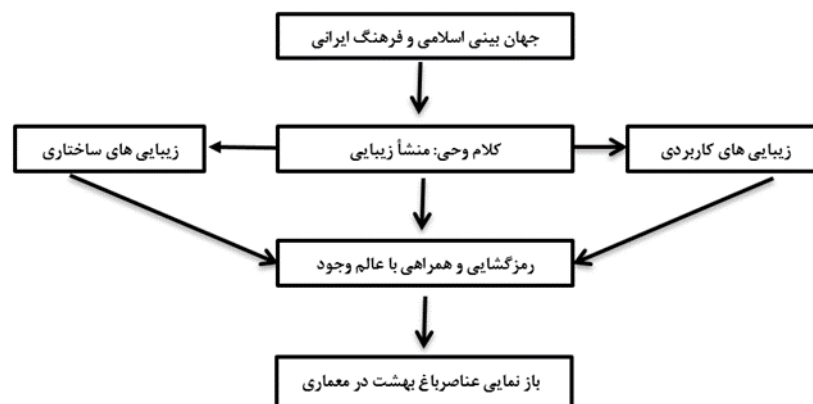 جهان بینی اسلامی و فرهنگ ایرانی
زیبایی های کاربردی
کلام وحی: منشأ زیبایی
زیبایی های ساختاری
رمزگشایی و همراهی با عالم وجود
باز نمایی عناصرباغ بهشت در معماری